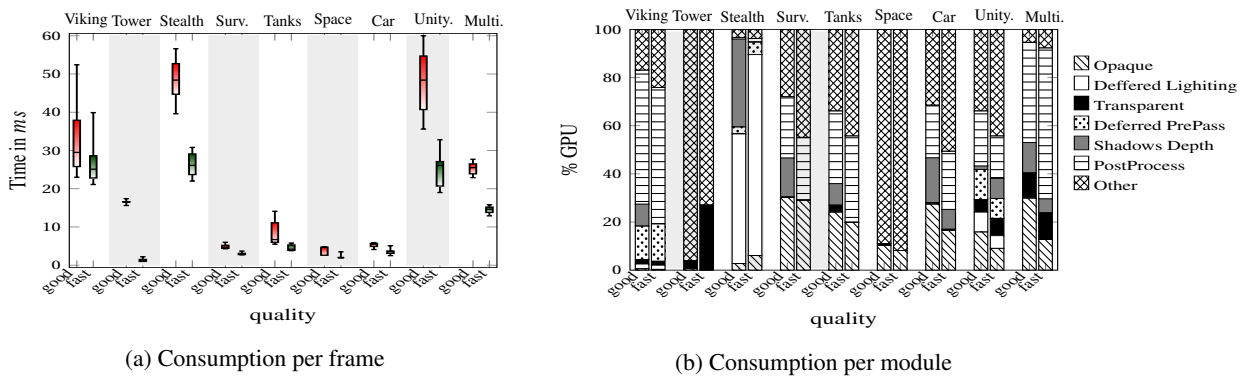 Viking Tower Stealth Surv. Tanks Space Car Unity. Multi.
60
50
40
30
20
10
0
Time in ms
good fast good fast good fast good fast good fast good fast good fast good fast good fast
quality
(a) Consumption per frame
Viking Tower Stealth Surv. Tanks Space Car Unity. Multi.
100
80
60
40
20
0
% GPU
good fast good fast good fast good fast good fast good fast good fast good fast good fast
quality
Opaque
Deffered Lighiting
Transparent
Deferred PrePass
Shadows Depth
PostProcess
Other
(b) Consumption per module